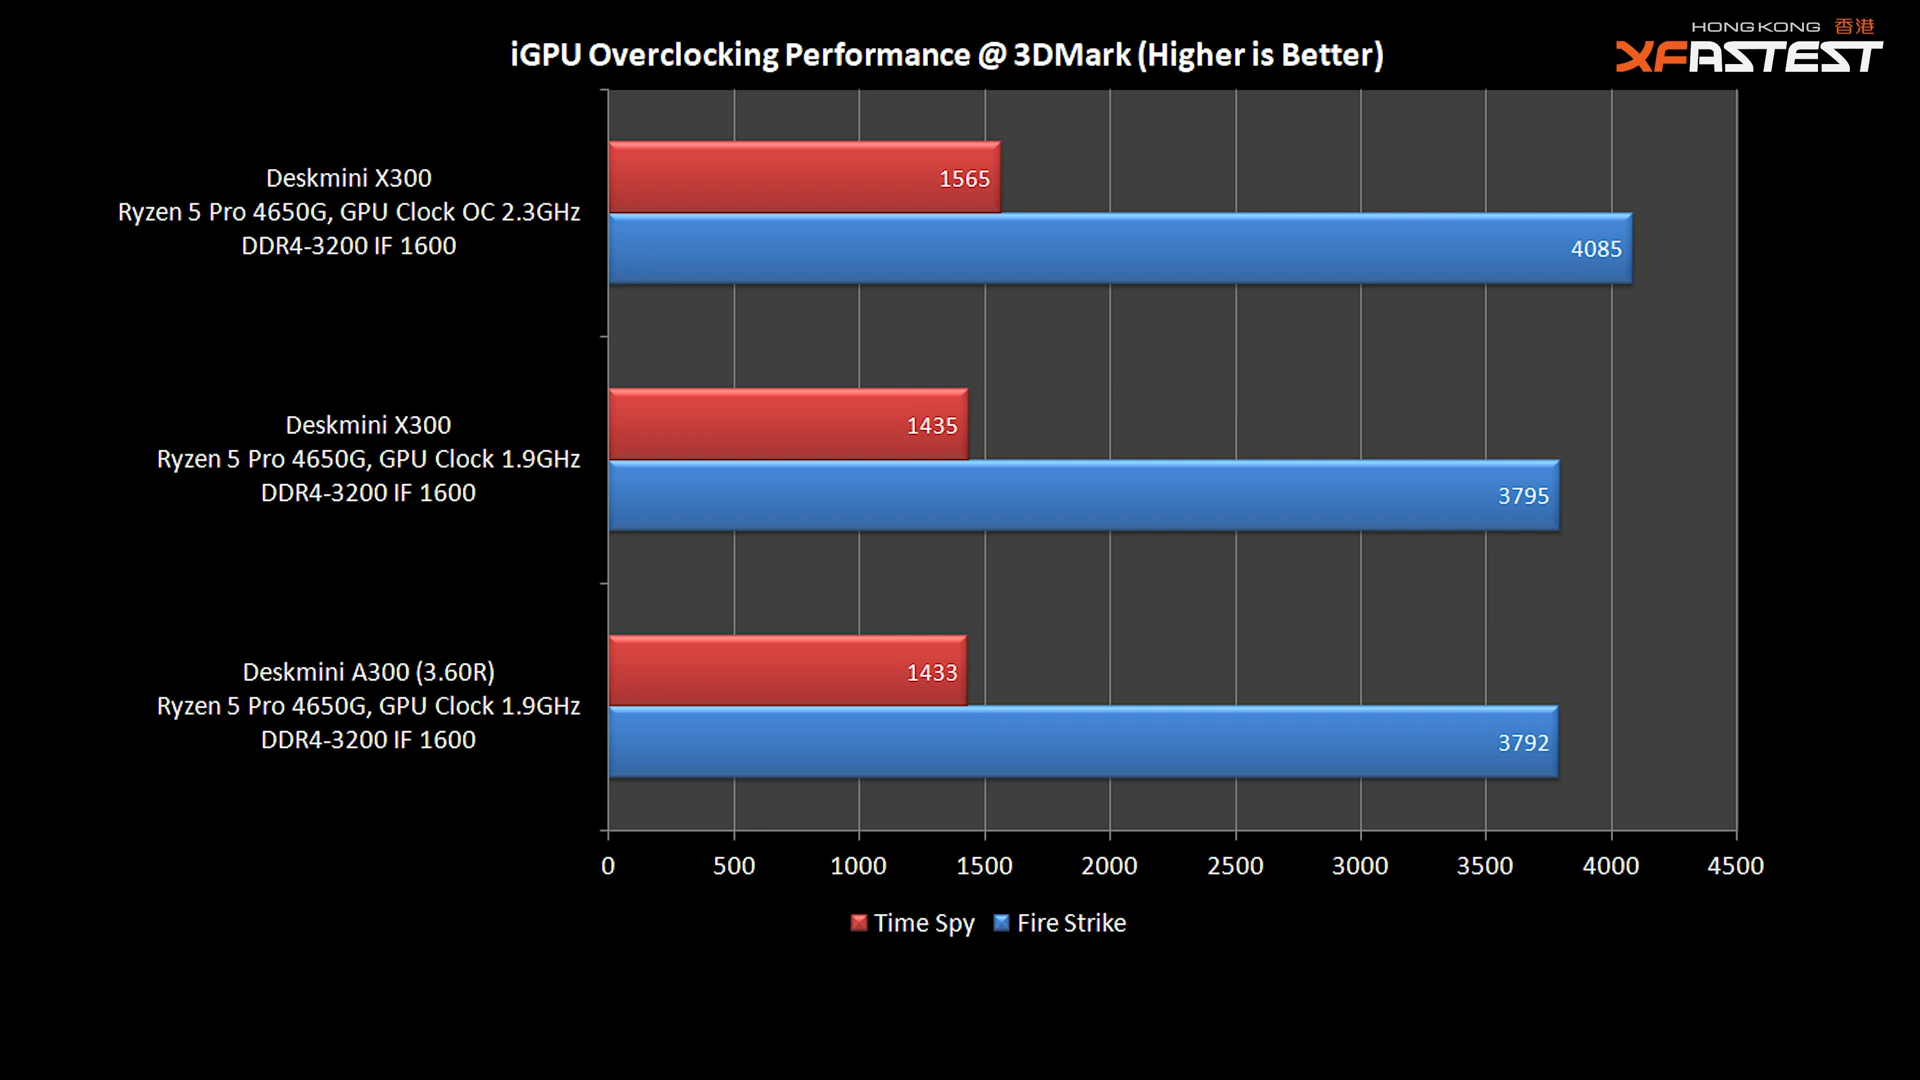 HONGKONG 香港
XFASTEST
iGPU Overclocking Performance @ 3DMark (Higher is Better)
Deskmini X300
Ryzen 5 Pro 4650G, GPU Clock OC 2.3GHz
DDR4-3200 IF 1600
1565
4085
Deskmini X300
Ryzen 5 Pro 4650G, GPU Clock 1.9GHz
DDR4-3200 IF 1600
1435
3795
Deskmini A300 (3.60R)
Ryzen 5 Pro 4650G, GPU Clock 1.9GHz
DDR4-3200 IF 1600
1433
3792
0 500 1000 1500 2000 2500 3000 3500 4000 4500
Time Spy Fire Strike